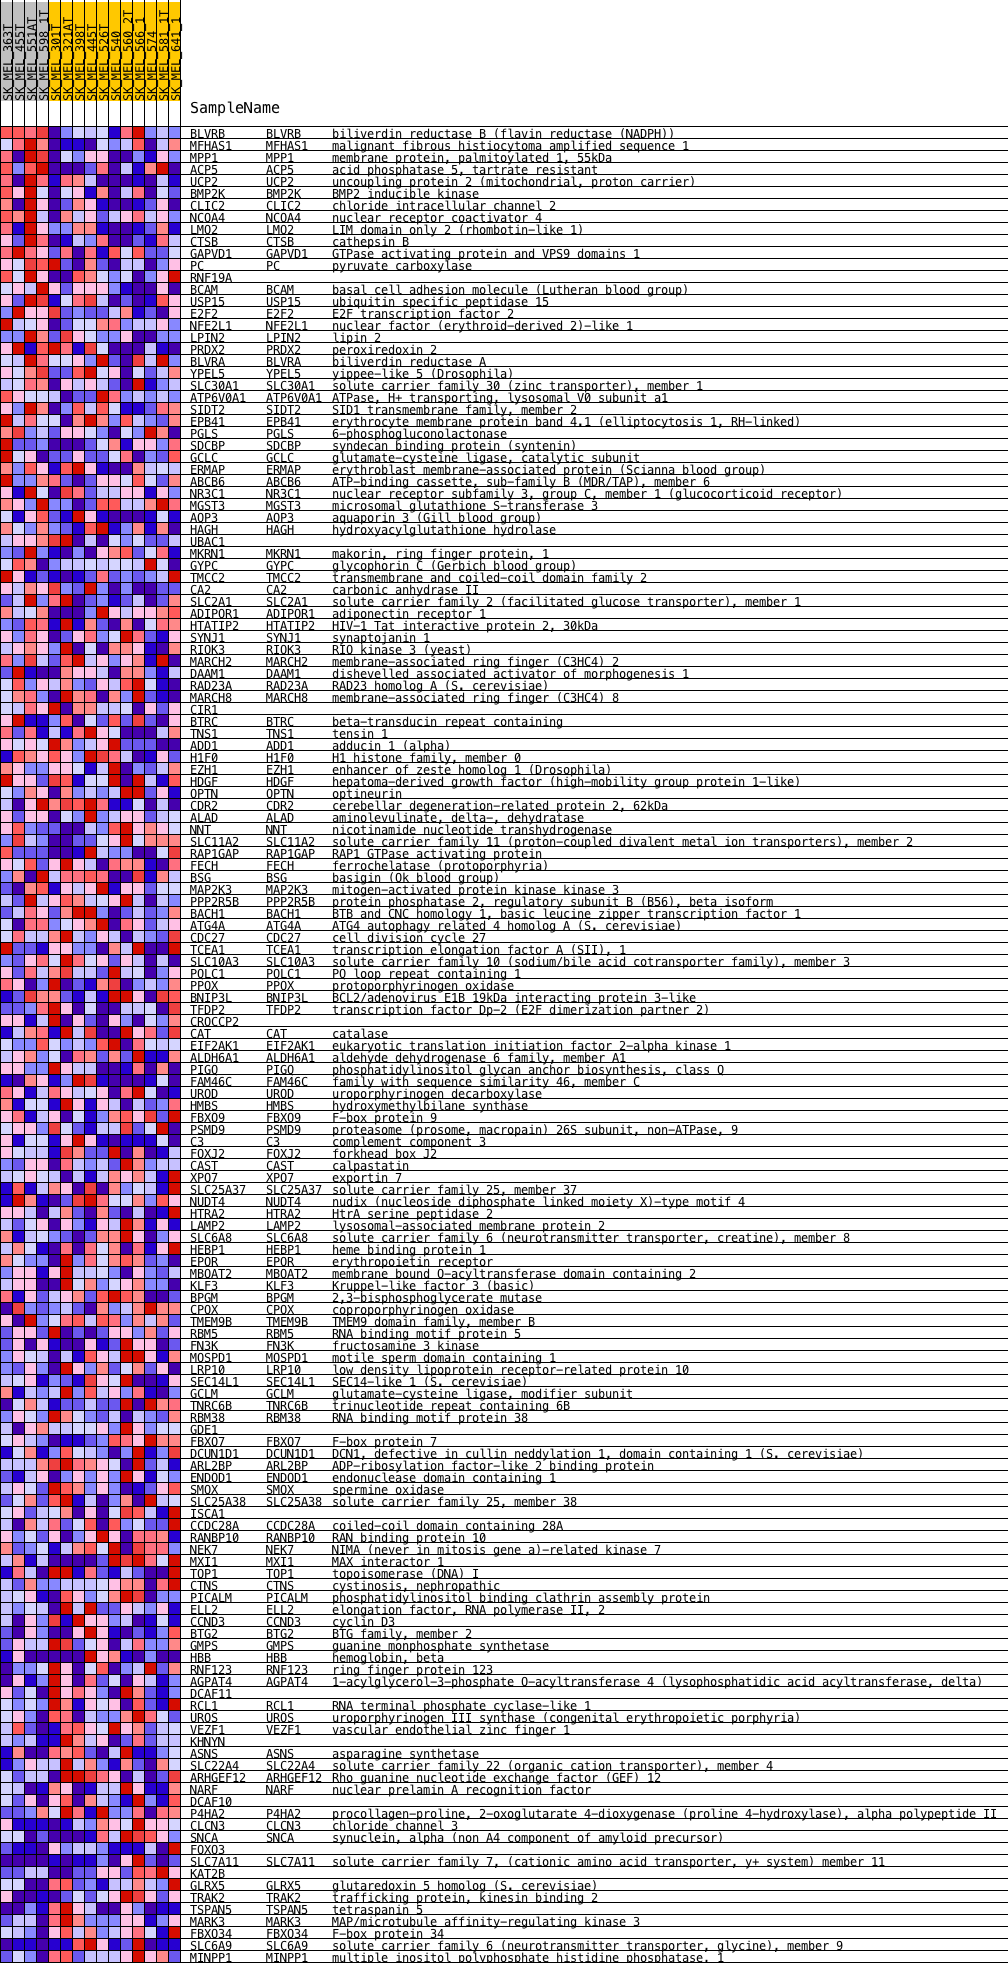 SK_MEL_363T
SK_MEL_455T
SK_MEL_551AT
SK_MEL_598_1T
SK_MEL_301T
SK_MEL_321AT
SK_MEL_398T
SK_MEL_445T
SK_MEL_526T
SK_MEL_540
SK_MEL_560_2T
SK_MEL_566_1
SK_MEL_574
SK_MEL_581_1T
SK_MEL_641_1
SampleName
BLVRB BLVRB biliverdin reductase B (flavin reductase (NADPH))
MFHAS1 MFHAS1 malignant fibrous histiocytoma amplified sequence 1
MPP1 MPP1 membrane protein, palmitoylated 1, 55kDa
ACP5 ACP5 acid phosphatase 5, tartrate resistant
UCP2 UCP2 uncoupling protein 2 (mitochondrial, proton carrier)
BMP2K BMP2K BMP2 inducible kinase
CLIC2 CLIC2 chloride intracellular channel 2
NCOA4 NCOA4 nuclear receptor coactivator 4
LMO2 LMO2 LIM domain only 2 (rhombotin-like 1)
CTSB CTSB cathepsin B
GAPVD1 GAPVD1 GTPase activating protein and VPS9 domains 1
PC PC pyruvate carboxylase
RNF19A
BCAM BCAM basal cell adhesion molecule (Lutheran blood group)
USP15 USP15 ubiquitin specific peptidase 15
E2F2 E2F2 E2F transcription factor 2
NFE2L1 NFE2L1 nuclear factor (erythroid-derived 2)-like 1
LPIN2 LPIN2 lipin 2
PRDX2 PRDX2 peroxiredoxin 2
BLVRA BLVRA biliverdin reductase A
YPEL5 YPEL5 yippee-like 5 (Drosophila)
SLC30A1 SLC30A1 solute carrier family 30 (zinc transporter), member 1
ATP6V0A1 ATP6V0A1 ATPase, H+ transporting, lysosomal V0 subunit a1
SIDT2 SIDT2 SID1 transmembrane family, member 2
EPB41 EPB41 erythrocyte membrane protein band 4.1 (elliptocytosis 1, RH-linked)
PGLS PGLS 6-phosphogluconolactonase
SDCBP SDCBP syndecan binding protein (syntenin)
GCLC GCLC glutamate-cysteine ligase, catalytic subunit
ERMAP ERMAP erythroblast membrane-associated protein (Scianna blood group)
ABCB6 ABCB6 ATP-binding cassette, sub-family B (MDR/TAP), member 6
NR3C1 NR3C1 nuclear receptor subfamily 3, group C, member 1 (glucocorticoid receptor)
MGST3 MGST3 microsomal glutathione S-transferase 3
AQP3 AQP3 aquaporin 3 (Gill blood group)
HAGH HAGH hydroxyacylglutathione hydrolase
UBAC1
MKRN1 MKRN1 makorin, ring finger protein, 1
GYPC GYPC glycophorin C (Gerbich blood group)
TMCC2 TMCC2 transmembrane and coiled-coil domain family 2
CA2 CA2 carbonic anhydrase II
SLC2A1 SLC2A1 solute carrier family 2 (facilitated glucose transporter), member 1
ADIPOR1 ADIPOR1 adiponectin receptor 1
HTATIP2 HTATIP2 HIV-1 Tat interactive protein 2, 30kDa
SYNJ1 SYNJ1 synaptojanin 1
RIOK3 RIOK3 RIO kinase 3 (yeast)
MARCH2 MARCH2 membrane-associated ring finger (C3HC4) 2
DAAM1 DAAM1 dishevelled associated activator of morphogenesis 1
RAD23A RAD23A RAD23 homolog A (S. cerevisiae)
MARCH8 MARCH8 membrane-associated ring finger (C3HC4) 8
CIR1
BTRC BTRC beta-transducin repeat containing
TNS1 TNS1 tensin 1
ADD1 ADD1 adducin 1 (alpha)
H1F0 H1F0 H1 histone family, member 0
EZH1 EZH1 enhancer of zeste homolog 1 (Drosophila)
HDGF HDGF hepatoma-derived growth factor (high-mobility group protein 1-like)
OPTN OPTN optineurin
CDR2 CDR2 cerebellar degeneration-related protein 2, 62kDa
ALAD ALAD aminolevulinate, delta-, dehydratase
NNT NNT nicotinamide nucleotide transhydrogenase
SLC11A2 SLC11A2 solute carrier family 11 (proton-coupled divalent metal ion transporters), member 2
RAP1GAP RAP1GAP RAP1 GTPase activating protein
FECH FECH ferrochelatase (protoporphyria)
BSG BSG basigin (Ok blood group)
MAP2K3 MAP2K3 mitogen-activated protein kinase kinase 3
PPP2R5B PPP2R5B protein phosphatase 2, regulatory subunit B (B56), beta isoform
BACH1 BACH1 BTB and CNC homology 1, basic leucine zipper transcription factor 1
ATG4A ATG4A ATG4 autophagy related 4 homolog A (S. cerevisiae)
CDC27 CDC27 cell division cycle 27
TCEA1 TCEA1 transcription elongation factor A (SII), 1
SLC10A3 SLC10A3 solute carrier family 10 (sodium/bile acid cotransporter family), member 3
POLC1 POLC1 PO loop repeat containing 1
PPOX PPOX protoporphyrinogen oxidase
BNIP3L BNIP3L BCL2/adenovirus E1B 19kDa interacting protein 3-like
TFDP2 TFDP2 transcription factor Dp-2 (E2F dimerization partner 2)
CROCCP2
CAT CAT catalase
EIF2AK1 EIF2AK1 eukaryotic translation initiation factor 2-alpha kinase 1
ALDH6A1 ALDH6A1 aldehyde dehydrogenase 6 family, member A1
PIGO PIGO phosphatidylinositol glycan anchor biosynthesis, class O
FAM46C FAM46C family with sequence similarity 46, member C
UROD UROD uroporphyrinogen decarboxylase
HMBS HMBS hydroxymethylbilane synthase
FBXO9 FBXO9 F-box protein 9
PSMD9 PSMD9 proteasome (prosome, macropain) 26S subunit, non-ATPase, 9
C3 C3 complement component 3
FOXJ2 FOXJ2 forkhead box J2
CAST CAST calpastatin
XPO7 XPO7 exportin 7
SLC25A37 SLC25A37 solute carrier family 25, member 37
NUDT4 NUDT4 nudix (nucleoside diphosphate linked moiety X)-type motif 4
HTRA2 HTRA2 HtrA serine peptidase 2
LAMP2 LAMP2 lysosomal-associated membrane protein 2
SLC6A8 SLC6A8 solute carrier family 6 (neurotransmitter transporter, creatine), member 8
HEBP1 HEBP1 heme binding protein 1
EPOR EPOR erythropoietin receptor
MBOAT2 MBOAT2 membrane bound O-acyltransferase domain containing 2
KLF3 KLF3 Kruppel-like factor 3 (basic)
BPGM BPGM 2,3-bisphosphoglycerate mutase
CPOX CPOX coproporphyrinogen oxidase
TMEM9B TMEM9B TMEM9 domain family, member B
RBM5 RBM5 RNA binding motif protein 5
FN3K FN3K fructosamine 3 kinase
MOSPD1 MOSPD1 motile sperm domain containing 1
LRP10 LRP10 low density lipoprotein receptor-related protein 10
SEC14L1 SEC14L1 SEC14-like 1 (S. cerevisiae)
GCLM GCLM glutamate-cysteine ligase, modifier subunit
TNRC6B TNRC6B trinucleotide repeat containing 6B
RBM38 RBM38 RNA binding motif protein 38
GDE1
FBXO7 FBXO7 F-box protein 7
DCUN1D1 DCUN1D1 DCN1, defective in cullin neddylation 1, domain containing 1 (S. cerevisiae)
ARL2BP ARL2BP ADP-ribosylation factor-like 2 binding protein
ENDOD1 ENDOD1 endonuclease domain containing 1
SMOX SMOX spermine oxidase
SLC25A38 SLC25A38 solute carrier family 25, member 38
ISCA1
CCDC28A CCDC28A coiled-coil domain containing 28A
RANBP10 RANBP10 RAN binding protein 10
NEK7 NEK7 NIMA (never in mitosis gene a)-related kinase 7
MXI1 MXI1 MAX interactor 1
TOP1 TOP1 topoisomerase (DNA) I
CTNS CTNS cystinosis, nephropathic
PICALM PICALM phosphatidylinositol binding clathrin assembly protein
ELL2 ELL2 elongation factor, RNA polymerase II, 2
CCND3 CCND3 cyclin D3
BTG2 BTG2 BTG family, member 2
GMPS GMPS guanine monphosphate synthetase
HBB HBB hemoglobin, beta
RNF123 RNF123 ring finger protein 123
AGPAT4 AGPAT4 1-acylglycerol-3-phosphate O-acyltransferase 4 (lysophosphatidic acid acyltransferase, delta)
DCAF11
RCL1 RCL1 RNA terminal phosphate cyclase-like 1
UROS UROS uroporphyrinogen III synthase (congenital erythropoietic porphyria)
VEZF1 VEZF1 vascular endothelial zinc finger 1
KHNYN
ASNS ASNS asparagine synthetase
SLC22A4 SLC22A4 solute carrier family 22 (organic cation transporter), member 4
ARHGEF12 ARHGEF12 Rho guanine nucleotide exchange factor (GEF) 12
NARF NARF nuclear prelamin A recognition factor
DCAF10
P4HA2 P4HA2 procollagen-proline, 2-oxoglutarate 4-dioxygenase (proline 4-hydroxylase), alpha polypeptide II
CLCN3 CLCN3 chloride channel 3
SNCA SNCA synuclein, alpha (non A4 component of amyloid precursor)
FOXO3
SLC7A11 SLC7A11 solute carrier family 7, (cationic amino acid transporter, y+ system) member 11
KAT2B
GLRX5 GLRX5 glutaredoxin 5 homolog (S. cerevisiae)
TRAK2 TRAK2 trafficking protein, kinesin binding 2
TSPAN5 TSPAN5 tetraspanin 5
MARK3 MARK3 MAP/microtubule affinity-regulating kinase 3
FBXO34 FBXO34 F-box protein 34
SLC6A9 SLC6A9 solute carrier family 6 (neurotransmitter transporter, glycine), member 9
MINPP1 MINPP1 multiple inositol polyphosphate histidine phosphatase, 1